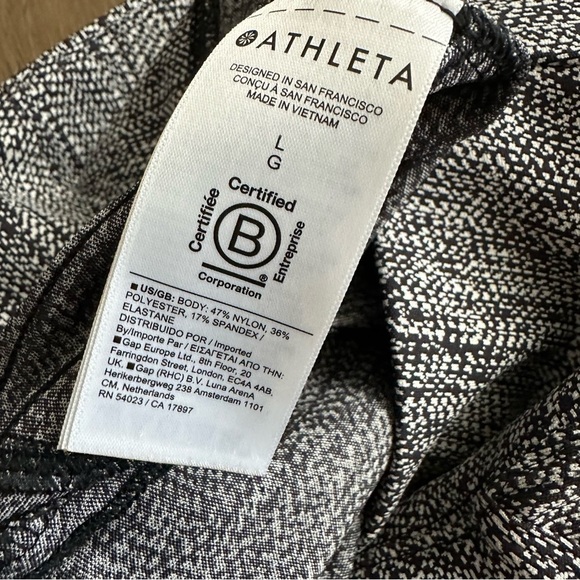 ATHLETA
DESIGNED IN SAN FRANCISCO
CONÇU À SAN FRANCISCO
MADE IN VIETNAM
L
G
Certified
Certifiée
B
®
Entreprise
Corporation
■ US/GB: BODY: 47% NYLON, 36%
POLYESTER, 17% SPANDEX /
ELASTANE
DISTRIBUIDO POR / Imported
By/Importe Par / ΕΙΣΑΓΕΤΑΙ ΑΠΟ ΤΗΝ:
■ Gap Europe Ltd., 8th Floor, 20
Farringdon Street, London, EC4A 4AB,
UK. ■ Gap (RHC) B.V. Luna ArenA
Herikerbergweg 238 Amsterdam 1101
CM, Netherlands
RN 54023 / CA 17897